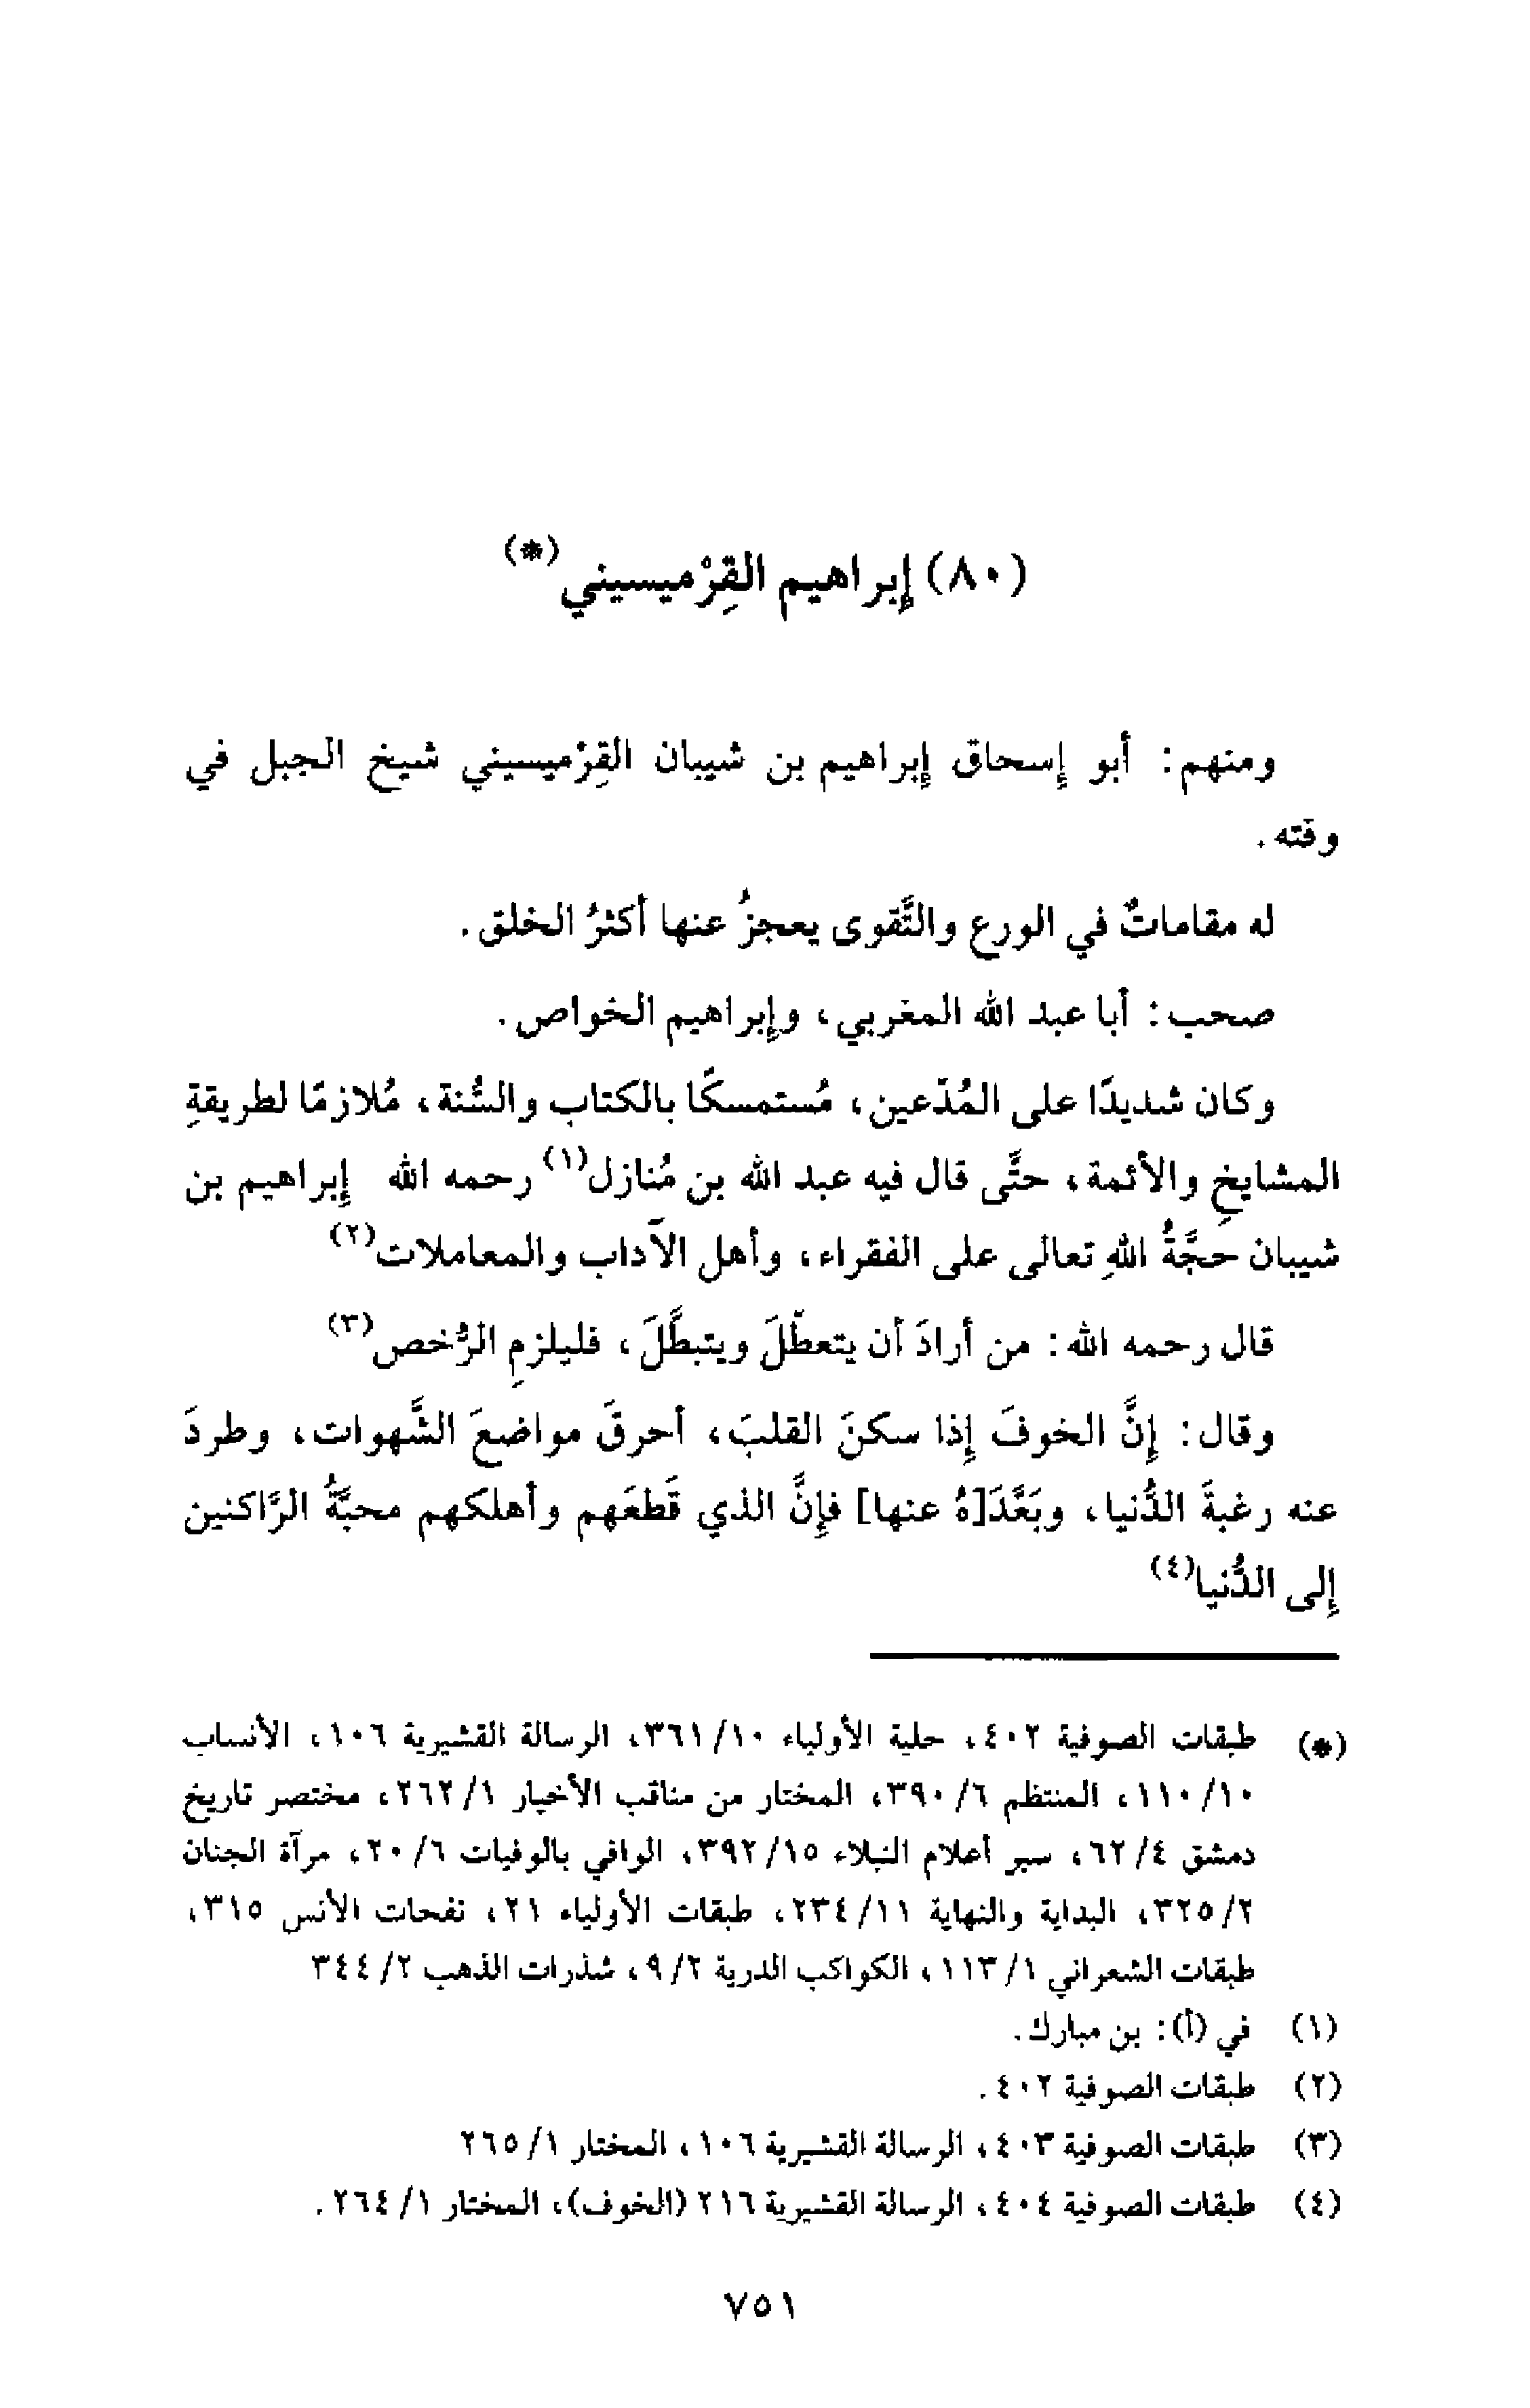 (٨٠) إبراهيم القِرْميسيني(*)
ومنهم: أبو إسحاق إبراهيم بن شيبان القِرْميسيني شيخ الجبل في
وقته.
له مقاماتٌ في الورع والتَّقوى يعجزُ عنها أكثرُ الخلق.
صحب: أبا عبد الله المغربي، وإبراهيم الخواص.
وكان شديدًا على المُدّعين، مُستمسكًا بالكتاب والسُّنة، مُلازمًا لطريقةِ
المشايخِ والأئمة، حتَّى قال فيه عبد الله بن مُنازل(١) رحمه الله إبراهيم بن
شيبان حجَّةُ اللهِ تعالى على الفقراء، وأهل الآداب والمعاملات(٢)
قال رحمه الله: من أرادَ أن يتعطّلَ ويتبطَّلَ، فليلزمِ الرُّخص(٣)
وقال: إنَّ الخوفَ إذا سكنَ القلبَ، أحرقَ مواضعَ الشَّهوات، وطردَ
عنه رغبةَ الدُّنيا، وبَعَّدَ[هُ عنها] فإنَّ الذي قَطعَهم وأهلكهم محبَّةُ الرَّاكنين
إلى الدُّنيا(٤)
(*) طبقات الصوفية ٤٠٢، حلية الأولياء ١٠/٣٦١، الرسالة القشيرية ١٠٦، الأنساب
١٠/١١٠، المنتظم ٦/٣٩٠، المختار من مناقب الأخيار ١/٢٦٢، مختصر تاريخ
دمشق ٤/٦٢، سير أعلام النبلاء ١٥/٣٩٢، الوافي بالوفيات ٦/٢٠، مرآة الجنان
٢/٣٢٥، البداية والنهاية ١١/٢٣٤، طبقات الأولياء ٢١، نفحات الأنس ٣١٥،
طبقات الشعراني ١/١١٣، الكواكب الدرية ٢/٩، شذرات الذهب ٢/٣٤٤
(١) في (أ): بن مبارك.
(٢) طبقات الصوفية ٤٠٢.
(٣) طبقات الصوفية ٤٠٣، الرسالة القشيرية ١٠٦، المختار ١/٢٦٥
(٤) طبقات الصوفية ٤٠٤، الرسالة القشيرية ٢١٦ (الخوف)، المختار ١/٢٦٤.
٧٥١